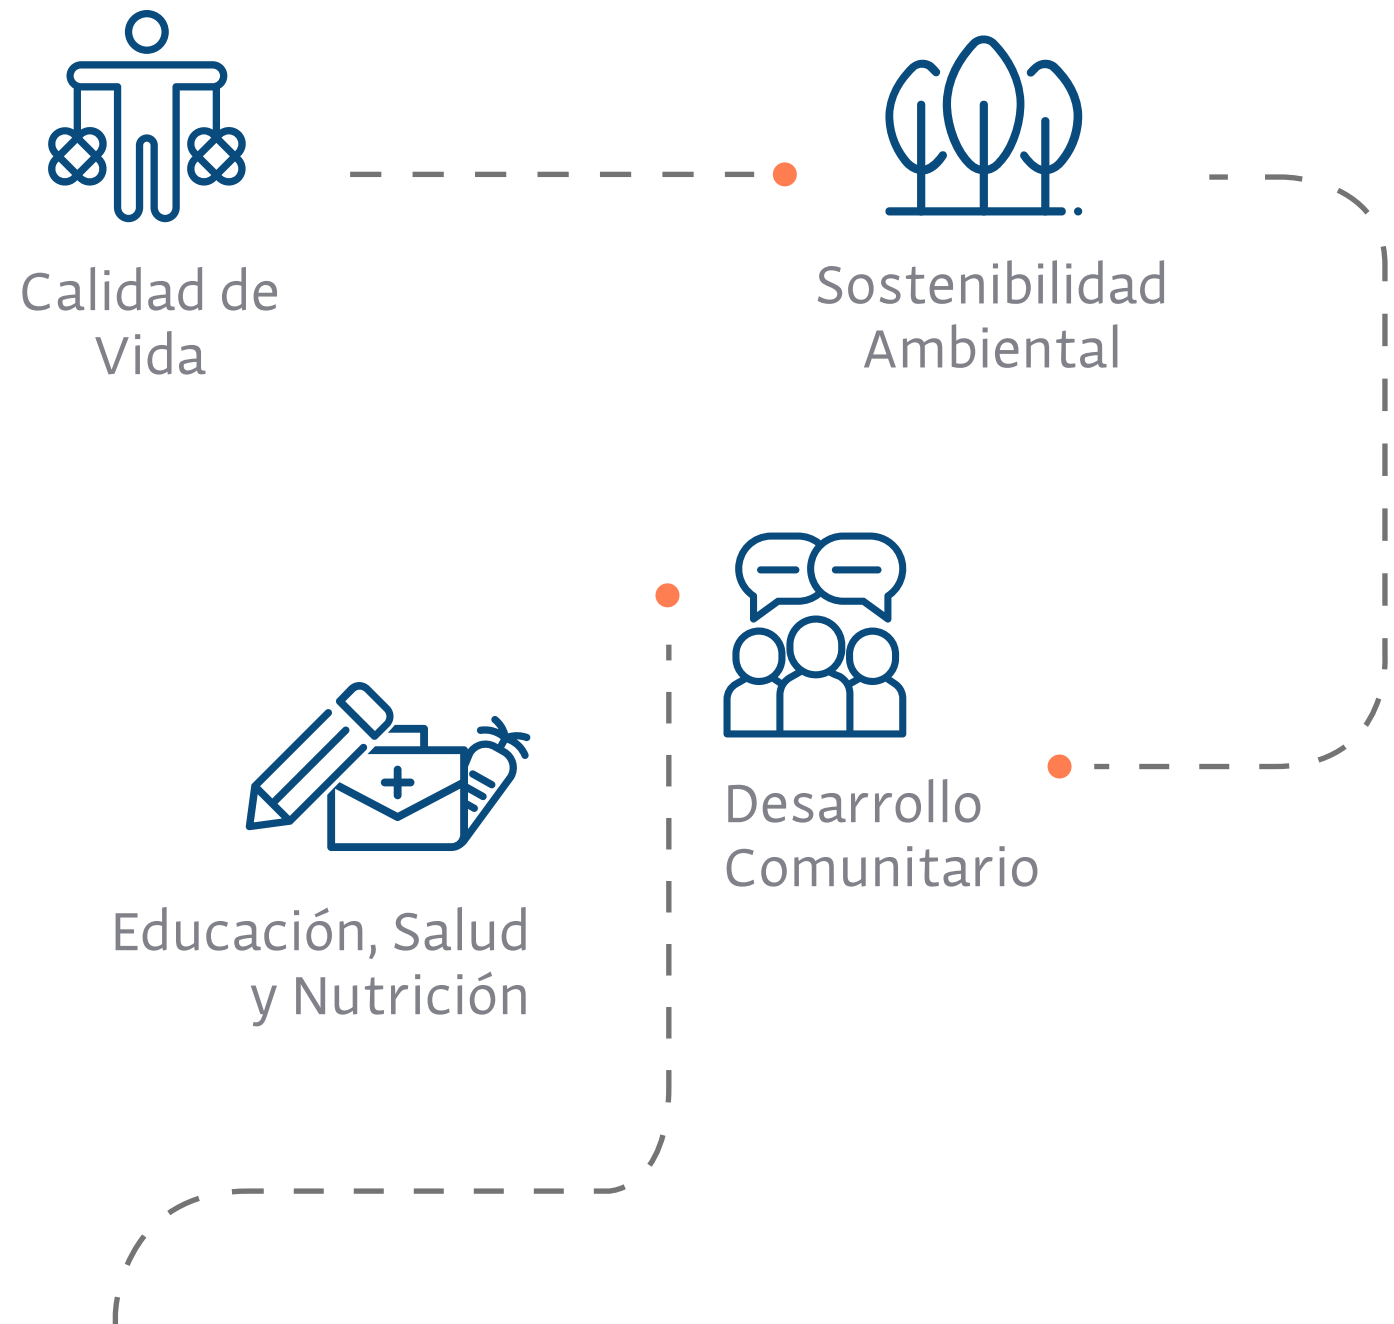 Calidad de
Vida
Sostenibilidad
Ambiental
Desarrollo
Comunitario
Educación, Salud
y Nutrición